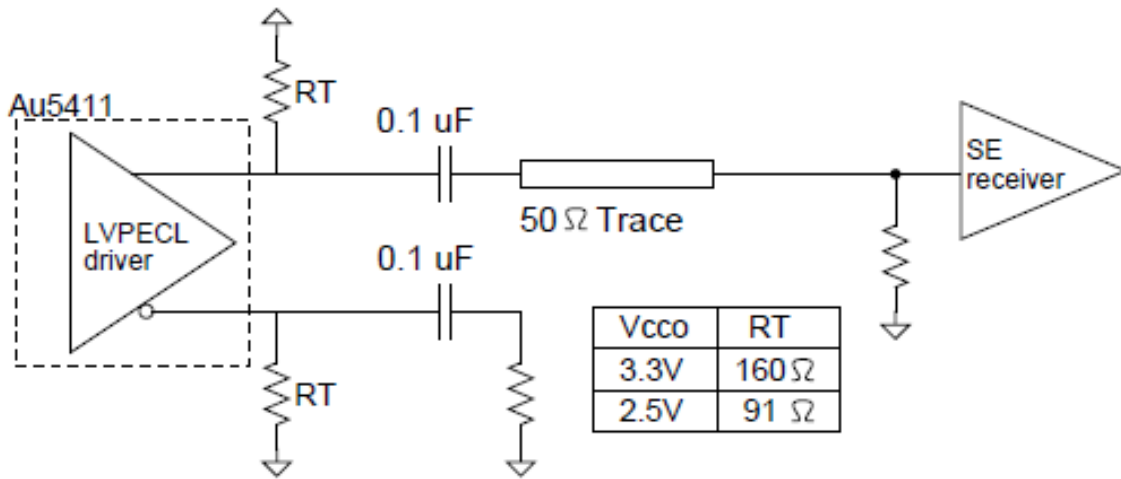 RT
Au5411
0.1 uF
SE
receiver
50 Ω Trace
LVPECL
driver
0.1 uF
Vcco RT
3.3V 160 Ω
2.5V 91 Ω
RT